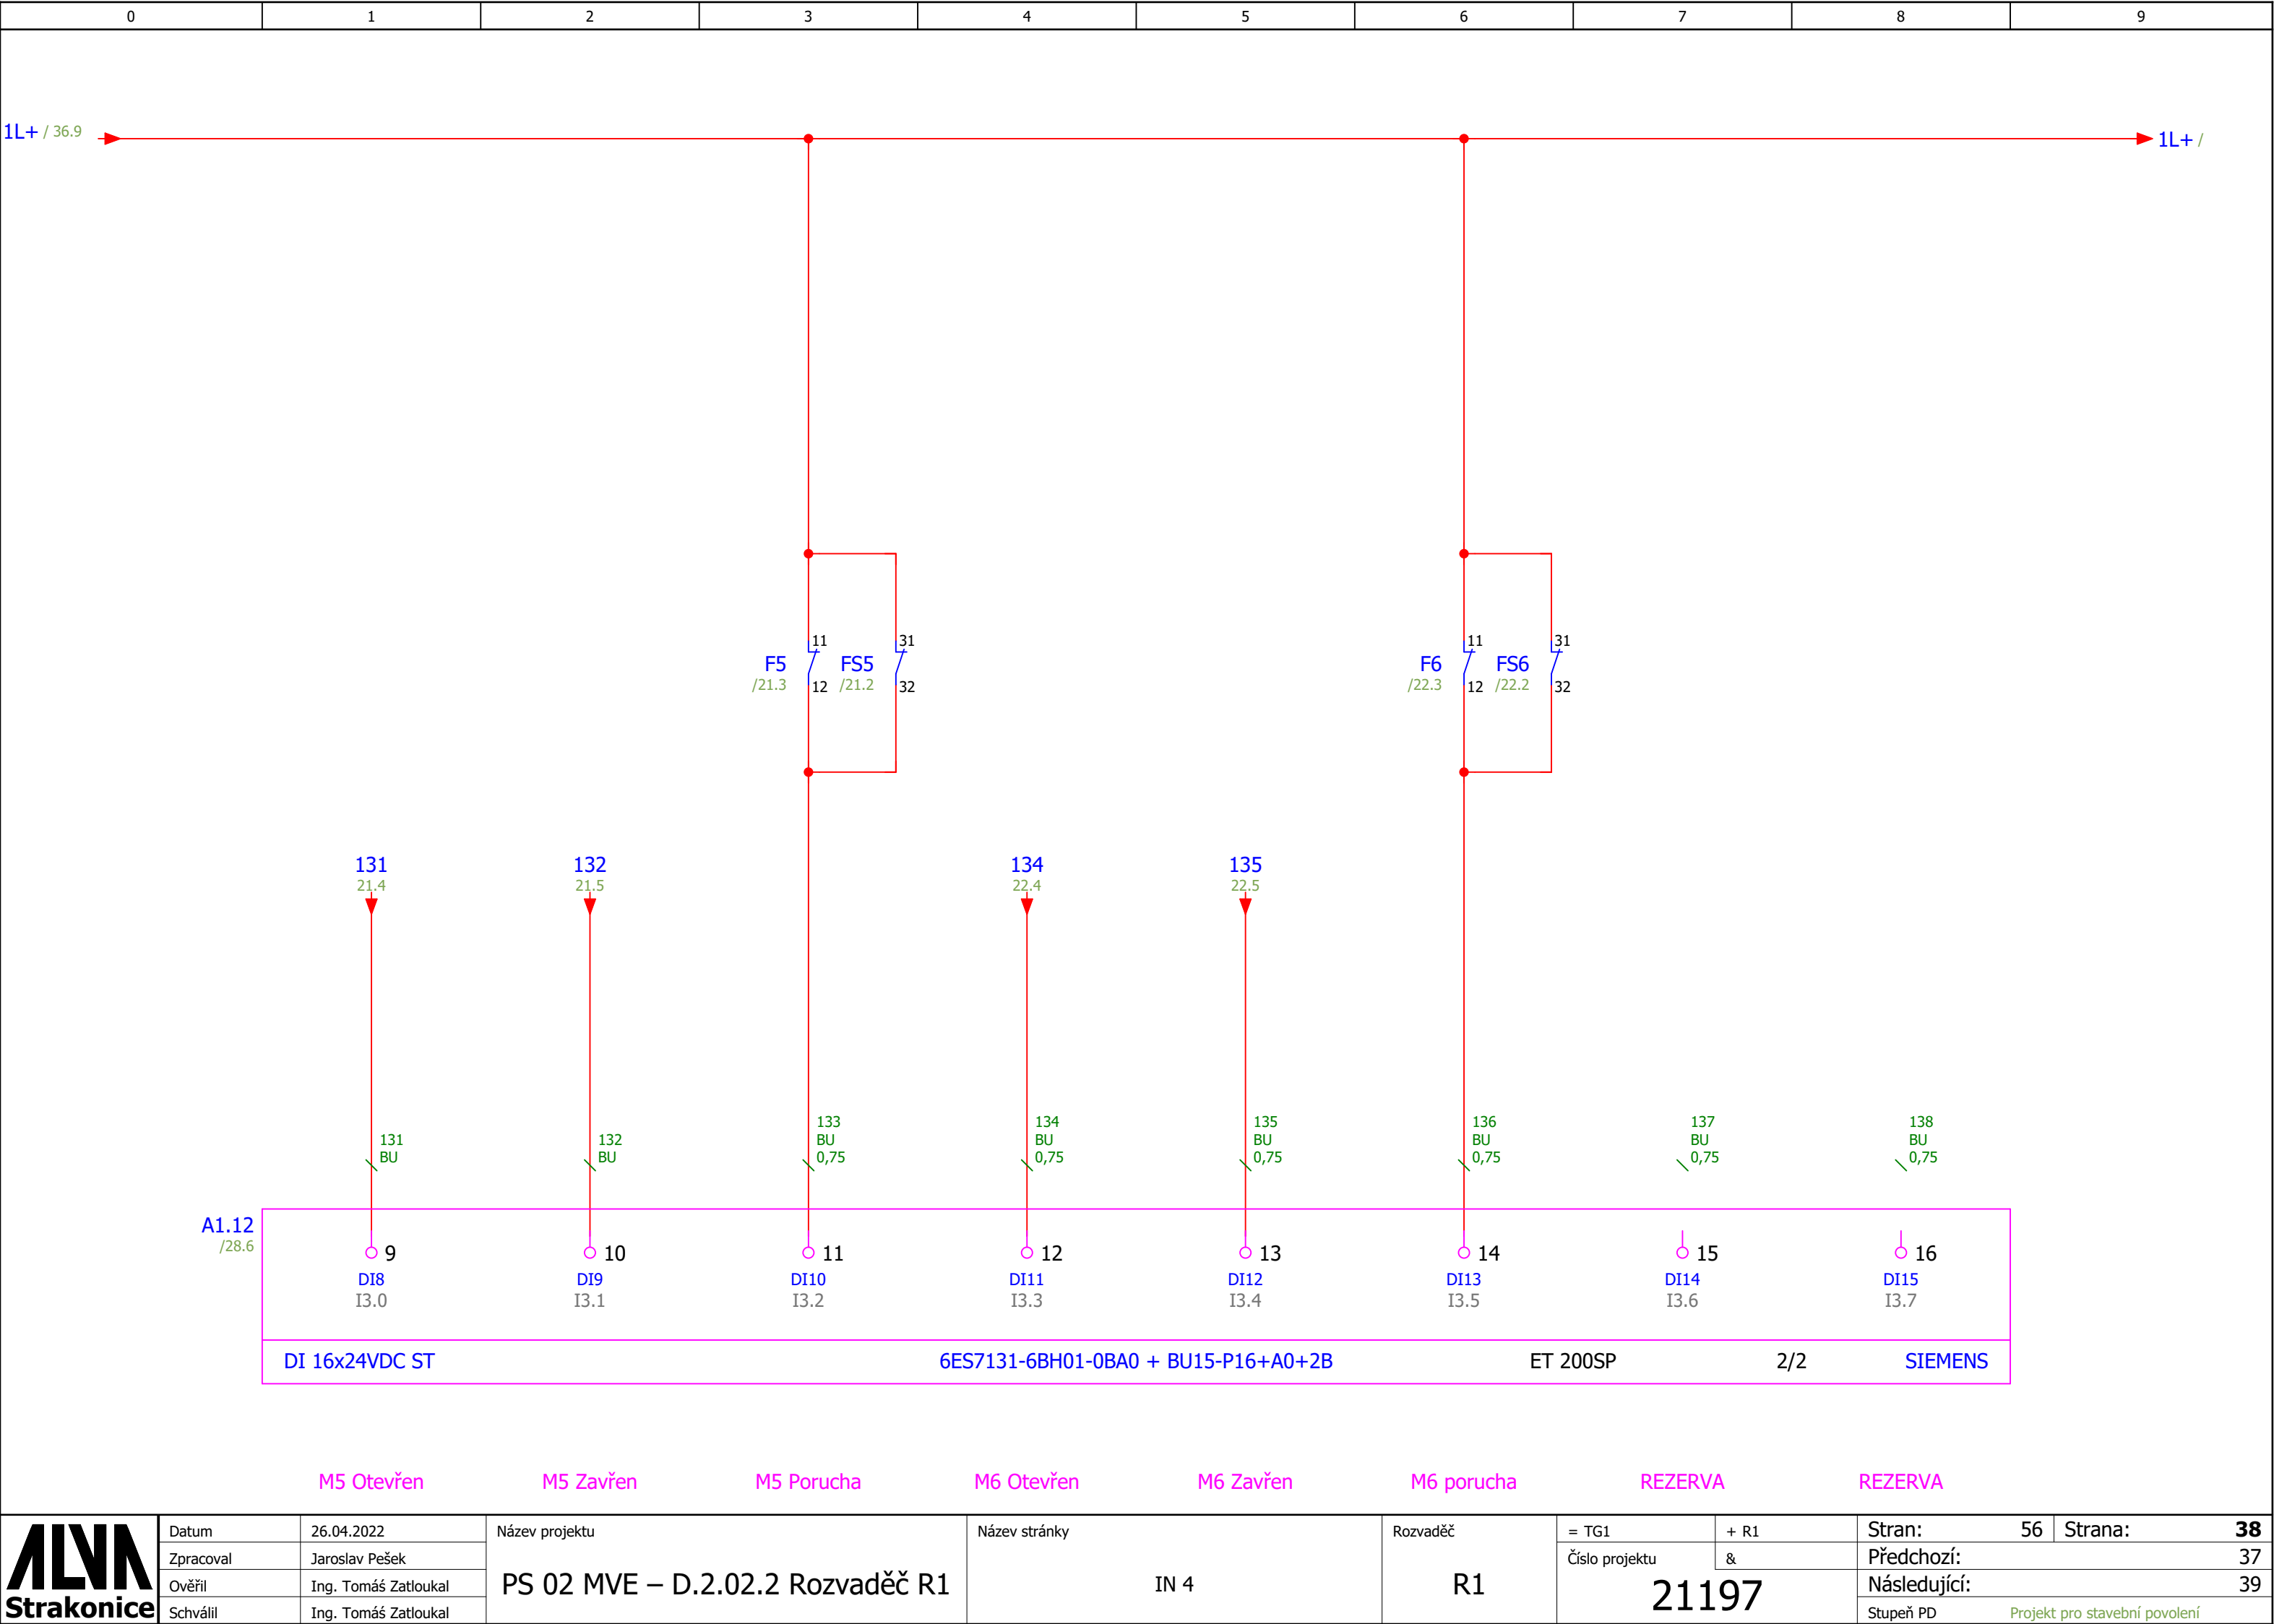 0 1 2 3 4 5 6 7 8 9
1L+ / 36.9
1L+ /
11 31 11 31
F5 FS5 F6 FS6
/21.3 12 /21.2 32 /22.3 12 /22.2 32
131 132 134 135
21.4 21.5 22.4 22.5
133 134 135 136 137 138
131 132 BU BU BU BU BU BU
BU BU 0,75 0,75 0,75 0,75 0,75 0,75
A1.12
/28.6
9 10 11 12 13 14 15 16
DI8 DI9 DI10 DI11 DI12 DI13 DI14 DI15
I3.0 I3.1 I3.2 I3.3 I3.4 I3.5 I3.6 I3.7
DI 16x24VDC ST 6ES7131-6BH01-0BA0 + BU15-P16+A0+2B ET 200SP 2/2 SIEMENS
M5 Otevřen M5 Zavřen M5 Porucha M6 Otevřen M6 Zavřen M6 porucha REZERVA REZERVA
ALVA
Strakonice
Datum 26.04.2022
Zpracoval Jaroslav Pešek
Ověřil Ing. Tomáš Zatloukal
Schválil Ing. Tomáš Zatloukal
Název projektu
PS 02 MVE – D.2.02.2 Rozvaděč R1
Název stránky
IN 4
Rozvaděč
R1
= TG1 + R1
Číslo projektu &
21197
Stran: 56 Strana: 38
Předchozí: 37
Následující: 39
Stupeň PD Projekt pro stavební povolení